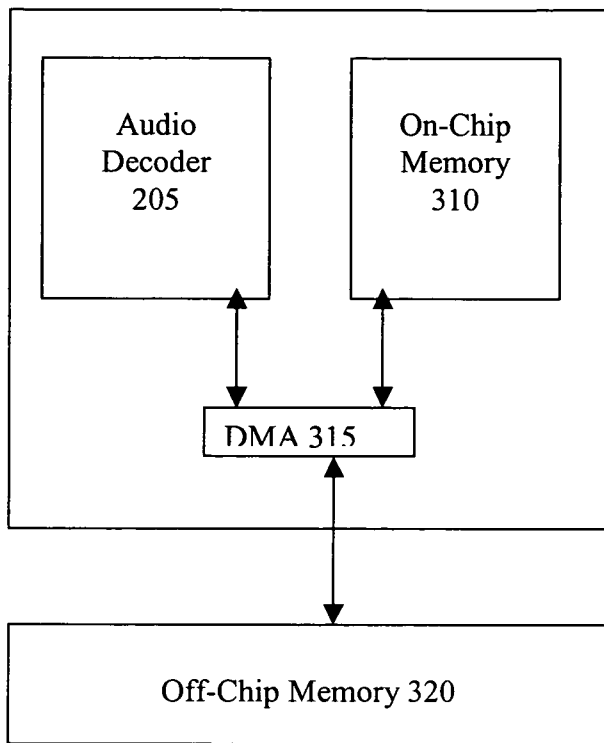 Audio
Decoder
205
On-Chip
Memory
310
DMA 315
Off-Chip Memory 320